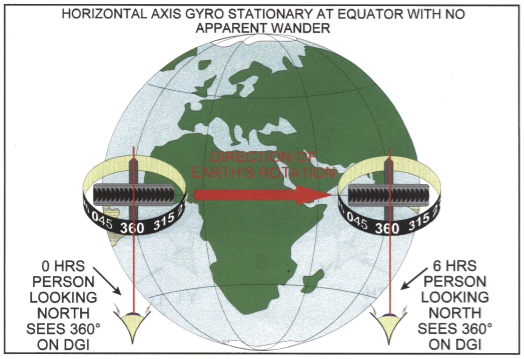 HORIZONTAL AXIS GYRO STATIONARY AT EQUATOR WITH NO
APPARENT WANDER
DIRECTION OF
EARTH'S ROTATION
045 360 315
045 360 315
0 HRS
PERSON
LOOKING
NORTH
SEES 360°
ON DGI
6 HRS
PERSON
LOOKING
NORTH
SEES 360°
ON DGI